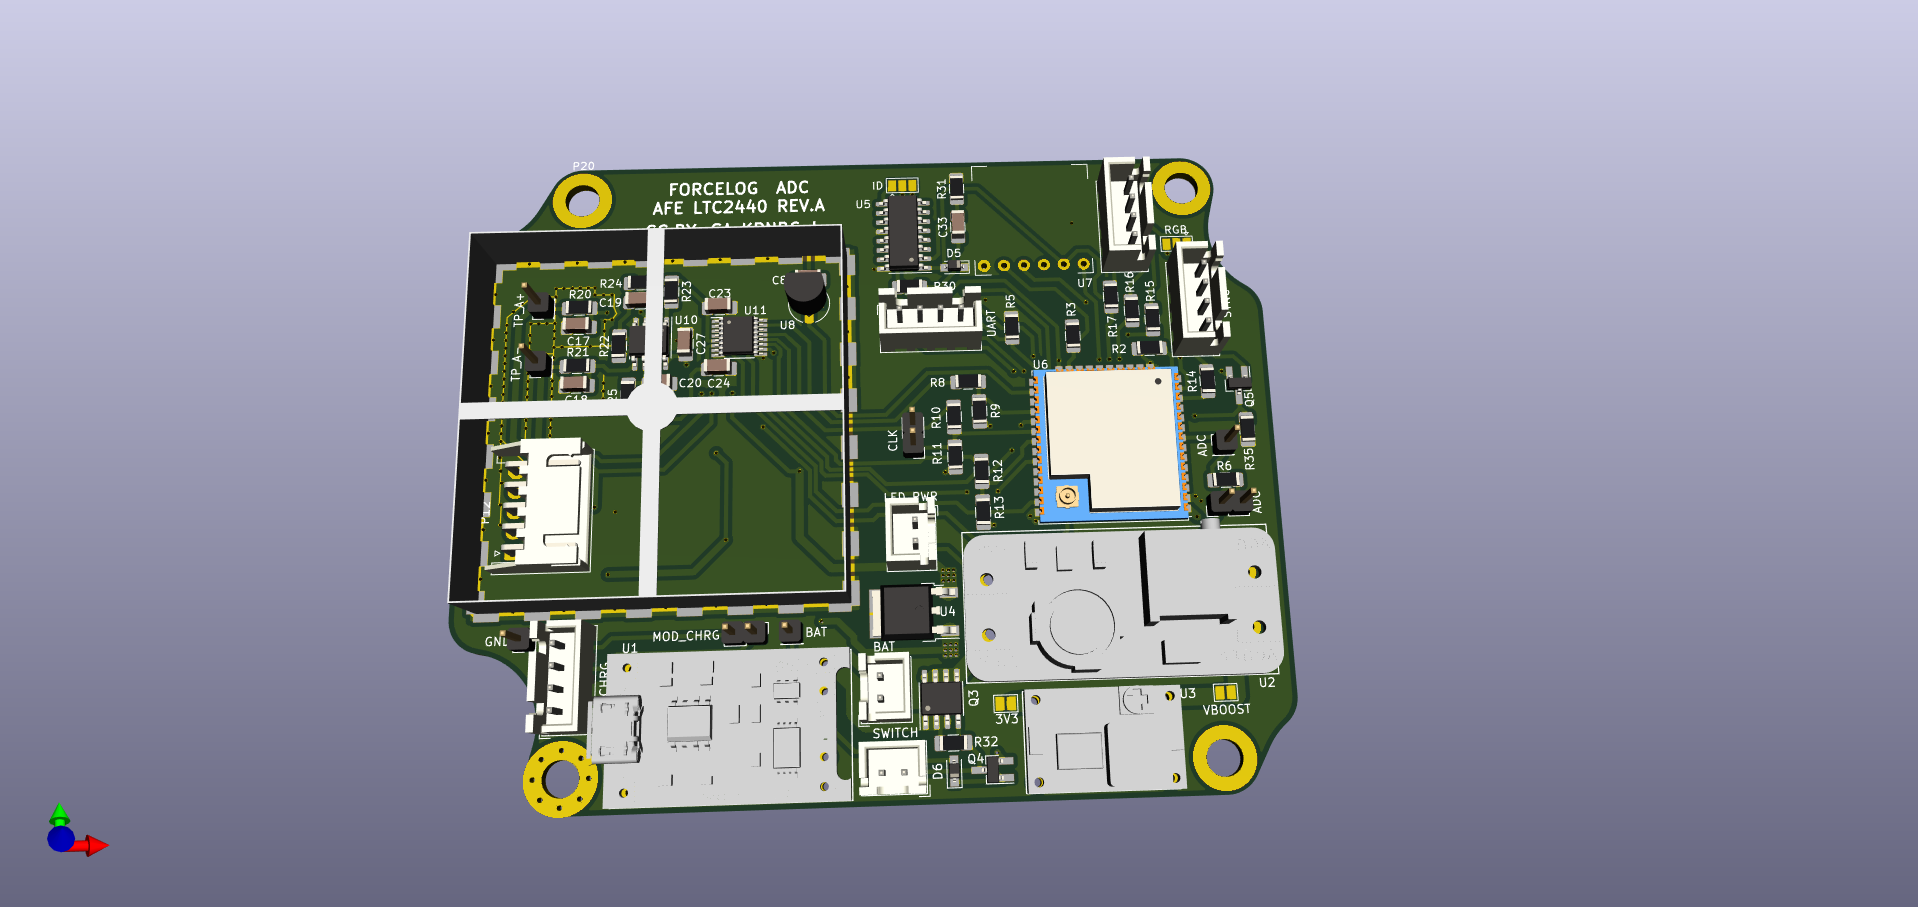 P20
FORCELOG ADC
AFE LTC2440 REV.A
ID
U5
R31
C33
D5
RGB
R24
R20
C19
R23
C23
U11
U10
U8
TP_A+
C17
R21
R22
C27
TP_A
C20
C24
R30
UART
R5
R3
U7
R17
R16
R15
R2
U6
R8
R10
R9
CLK
R11
R12
R13
R14
Q5
ADC
R35
R6
ADC
LED_PWR
U4
GND
MOD_CHRG
BAT
U1
CHRG
BAT
Q3
SWITCH
3V3
U3
VBOOST
U2
R32
D6
Q4